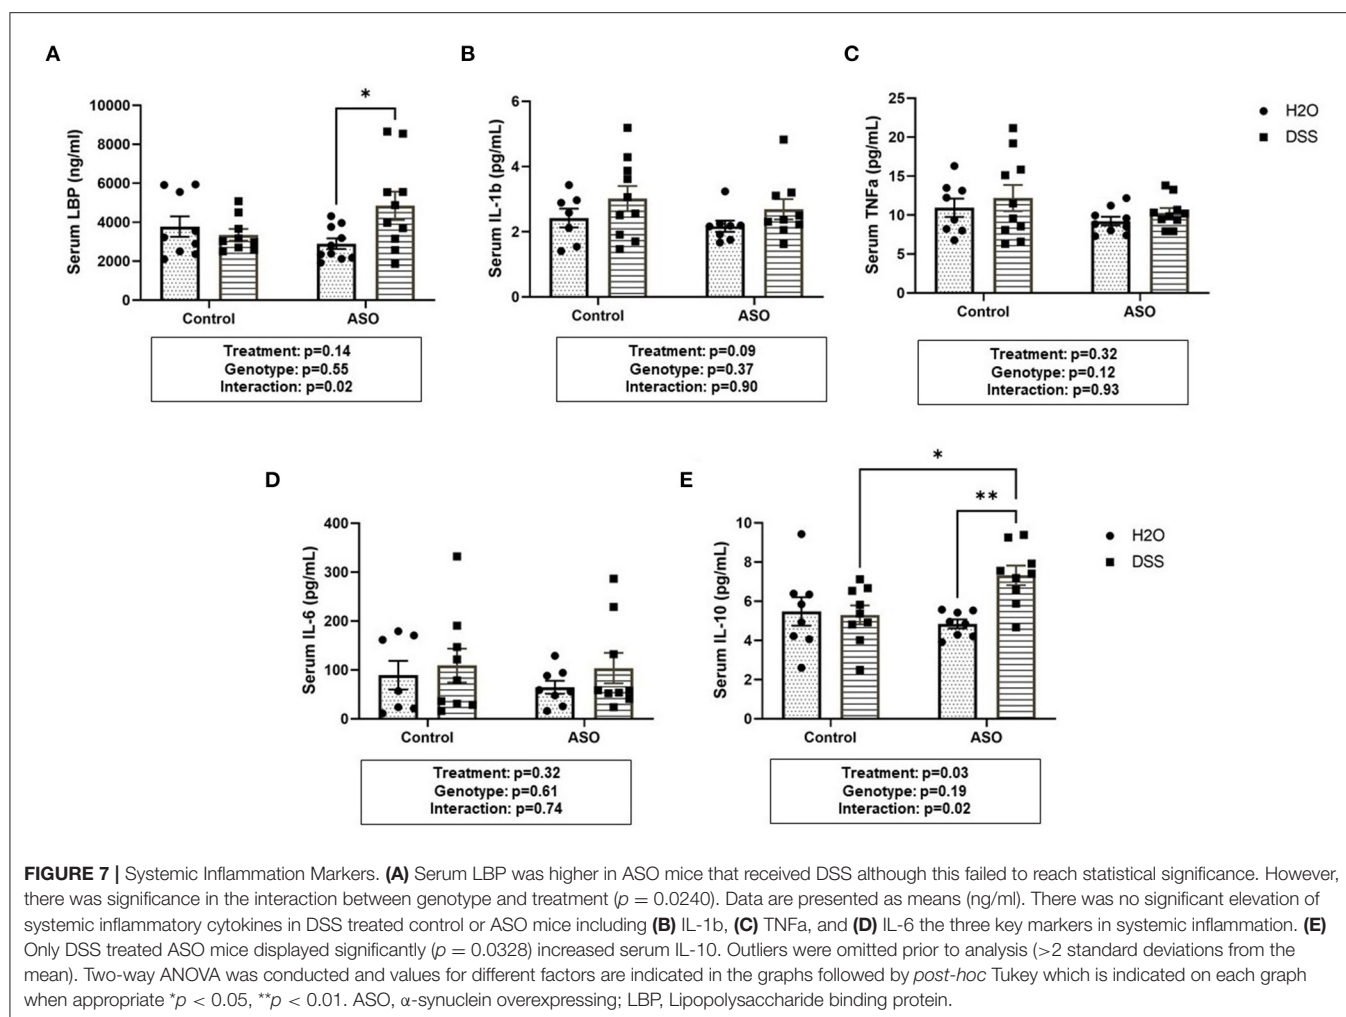 A
B
C
Serum LBP (ng/ml)
10000
8000
6000
4000
2000
0
*
Control
ASO
Treatment: p=0.14
Genotype: p=0.55
Interaction: p=0.02
Serum IL-1b (pg/mL)
6
4
2
0
Control
ASO
Treatment: p=0.09
Genotype: p=0.37
Interaction: p=0.90
Serum TNFa (pg/mL)
25
20
15
10
5
0
Control
ASO
H2O
DSS
Treatment: p=0.32
Genotype: p=0.12
Interaction: p=0.93
D
E
Serum IL-6 (pg/mL)
400
300
200
100
0
Control
ASO
Treatment: p=0.32
Genotype: p=0.61
Interaction: p=0.74
Serum IL-10 (pg/mL)
10
8
6
4
2
0
*
**
Control
ASO
H2O
DSS
Treatment: p=0.03
Genotype: p=0.19
Interaction: p=0.02
FIGURE 7 | Systemic Inflammation Markers. (A) Serum LBP was higher in ASO mice that received DSS although this failed to reach statistical significance. However,
there was significance in the interaction between genotype and treatment (p = 0.0240). Data are presented as means (ng/ml). There was no significant elevation of
systemic inflammatory cytokines in DSS treated control or ASO mice including (B) IL-1b, (C) TNFa, and (D) IL-6 the three key markers in systemic inflammation. (E)
Only DSS treated ASO mice displayed significantly (p = 0.0328) increased serum IL-10. Outliers were omitted prior to analysis (>2 standard deviations from the
mean). Two-way ANOVA was conducted and values for different factors are indicated in the graphs followed by post-hoc Tukey which is indicated on each graph
when appropriate *p < 0.05, **p < 0.01. ASO, α-synuclein overexpressing; LBP, Lipopolysaccharide binding protein.